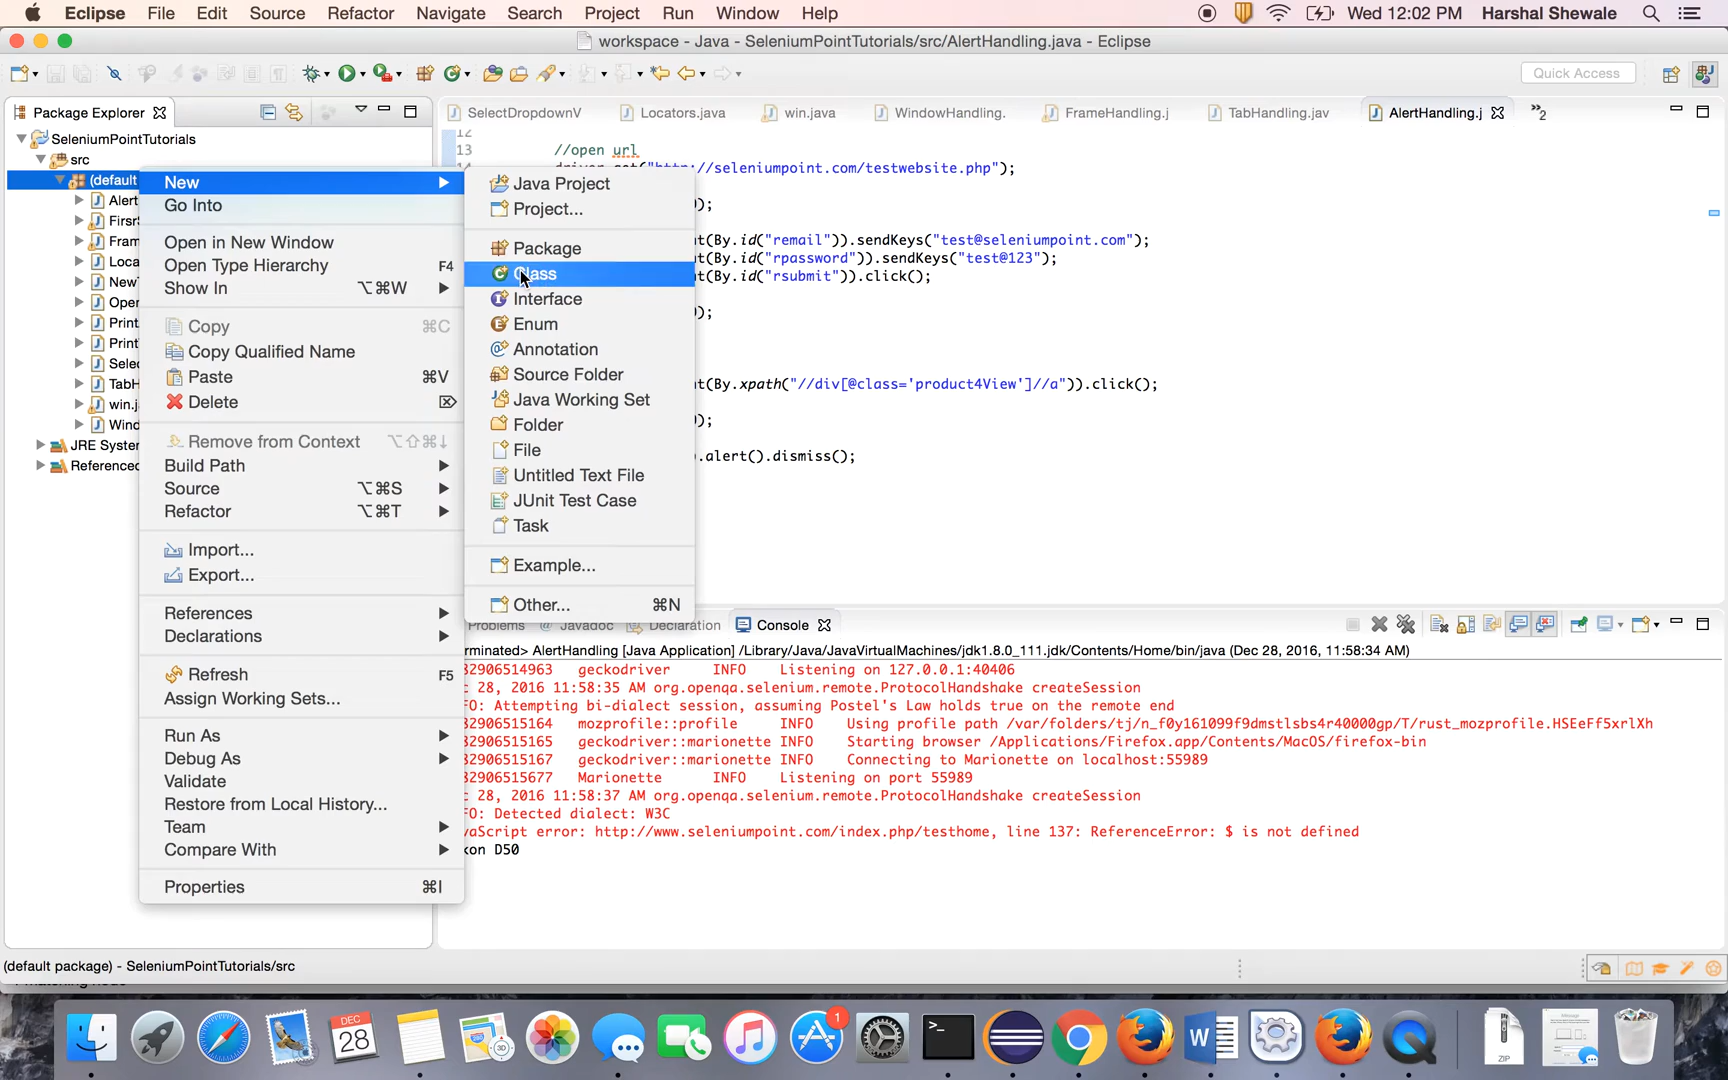 Eclipse File Edit Source Refactor Navigate Search Project Run Window Help Wed 12:02 PM Harshal Shewale
workspace - Java - SeleniumPointTutorials/src/AlertHandling.java - Eclipse
Quick Access
Package Explorer
SeleniumPointTutorials
src
(default
Alert
Firs
Fram
Loca
New
Open
Print
Print
Selec
TabH
win.j
Wind
JRE Syster
Referenced
New
Go Into
Open in New Window
Open Type Hierarchy F4
Show In ⌥⌘W
Copy ⌘C
Copy Qualified Name
Paste ⌘V
Delete ⌦
Remove from Context ⌥⇧⌘↓
Build Path
Source ⌥⌘S
Refactor ⌥⌘T
Import...
Export...
References
Declarations
Refresh F5
Assign Working Sets...
Run As
Debug As
Validate
Restore from Local History...
Team
Compare With
Properties ⌘I
Java Project
Project...
Package
Class
Interface
Enum
Annotation
Source Folder
Java Working Set
Folder
File
Untitled Text File
JUnit Test Case
Task
Example...
Other... ⌘N
SelectDropdownV Locators.java win.java WindowHandling. FrameHandling.j TabHandling.jav AlertHandling.j »2
12
13 //open url
//seleniumpoint.com/testwebsite.php");
);
t(By.id("remail")).sendKeys("test@seleniumpoint.com");
t(By.id("rpassword")).sendKeys("test@123");
t(By.id("rsubmit")).click();
);
t(By.xpath("//div[@class='product4View']//a")).click();
);
.alert().dismiss();
Problems Javadoc Declaration Console
rminated> AlertHandling [Java Application] /Library/Java/JavaVirtualMachines/jdk1.8.0_111.jdk/Contents/Home/bin/java (Dec 28, 2016, 11:58:34 AM)
82906514963 geckodriver INFO Listening on 127.0.0.1:40406
c 28, 2016 11:58:35 AM org.openqa.selenium.remote.ProtocolHandshake createSession
FO: Attempting bi-dialect session, assuming Postel's Law holds true on the remote end
82906515164 mozprofile::profile INFO Using profile path /var/folders/tj/n_f0y161099f9dmstlsbs4r40000gp/T/rust_mozprofile.HSEeFf5xrlXh
82906515165 geckodriver::marionette INFO Starting browser /Applications/Firefox.app/Contents/MacOS/firefox-bin
82906515167 geckodriver::marionette INFO Connecting to Marionette on localhost:55989
82906515677 Marionette INFO Listening on port 55989
c 28, 2016 11:58:37 AM org.openqa.selenium.remote.ProtocolHandshake createSession
FO: Detected dialect: W3C
vaScript error: http://www.seleniumpoint.com/index.php/testhome, line 137: ReferenceError: $ is not defined
kon D50
(default package) - SeleniumPointTutorials/src
DEC
28
3D
1
ZIP